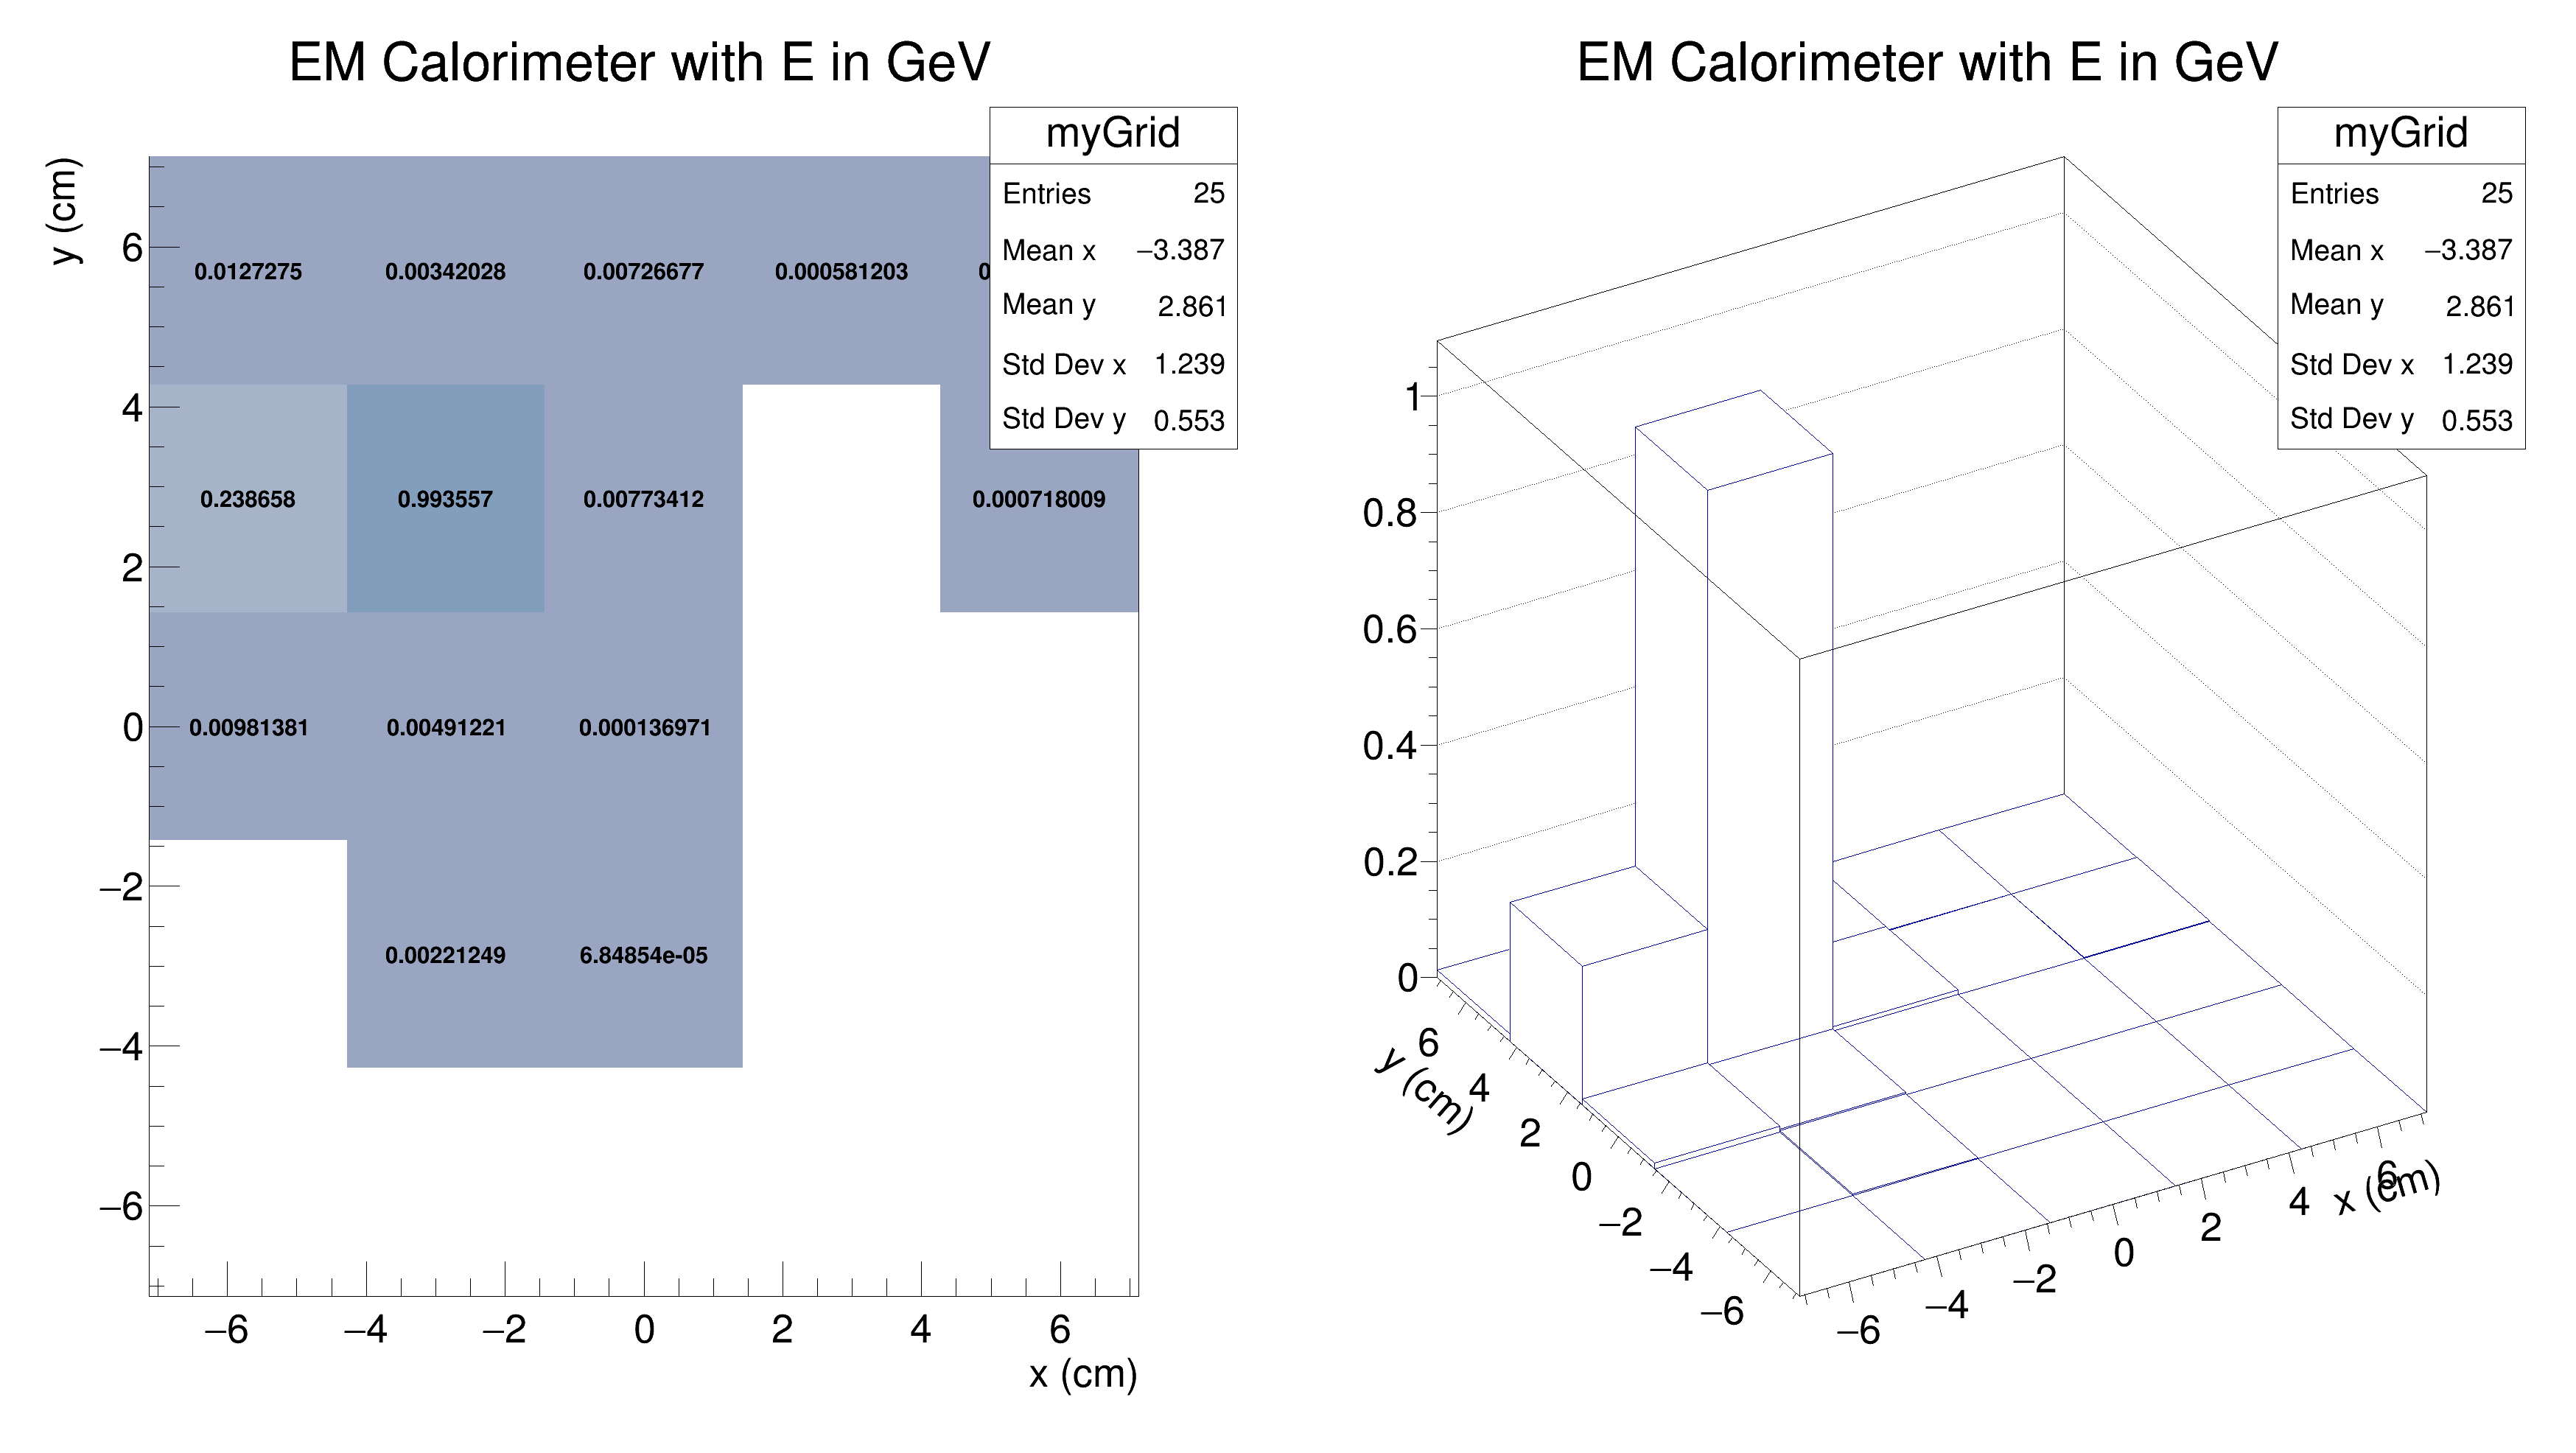 EM Calorimeter with E in GeV
myGrid
Entries 25
Mean x −3.387
Mean y 2.861
Std Dev x 1.239
Std Dev y 0.553
y (cm)
6
4
2
0
−2
−4
−6
0.0127275 0.00342028 0.00726677 0.000581203
0.238658 0.993557 0.00773412 0.000718009
0.00981381 0.00491221 0.000136971
0.00221249 6.84854e-05
−6 −4 −2 0 2 4 6
x (cm)
EM Calorimeter with E in GeV
myGrid
Entries 25
Mean x −3.387
Mean y 2.861
Std Dev x 1.239
Std Dev y 0.553
1
0.8
0.6
0.4
0.2
0
6
4
2
0
−2
−4
−6
y (cm)
−6 −4 −2 0 2 4 6
x (cm)